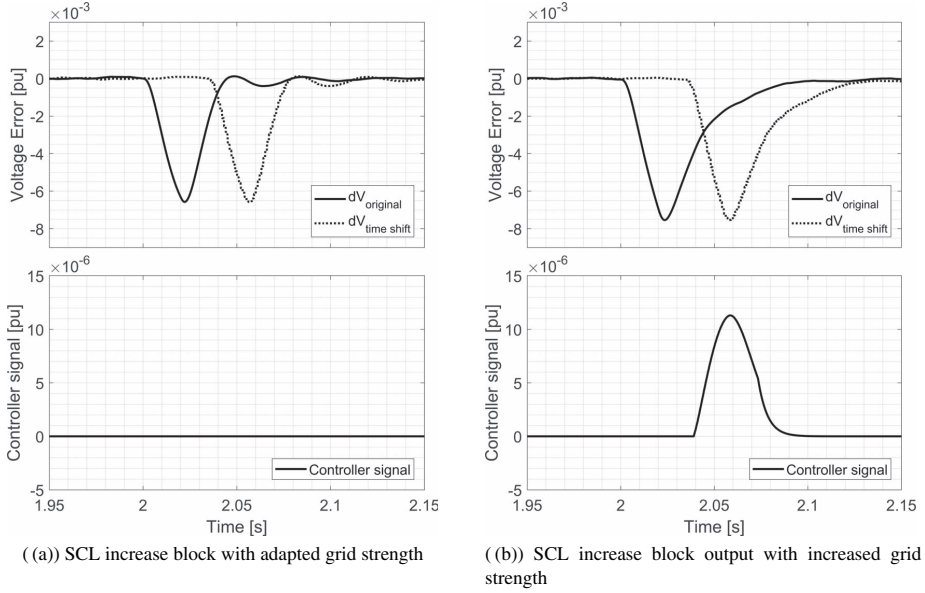 ×10⁻³
Voltage Error [pu]
2
0
-2
-4
-6
-8
dVoriginal
dVtime shift
×10⁻⁶
Controller signal [pu]
15
10
5
0
-5
Controller signal
1.95 2 2.05 2.1 2.15
Time [s]
((a)) SCL increase block with adapted grid strength
×10⁻³
Voltage Error [pu]
2
0
-2
-4
-6
-8
dVoriginal
dVtime shift
×10⁻⁶
Controller signal [pu]
15
10
5
0
-5
Controller signal
1.95 2 2.05 2.1 2.15
Time [s]
((b)) SCL increase block output with increased grid
strength